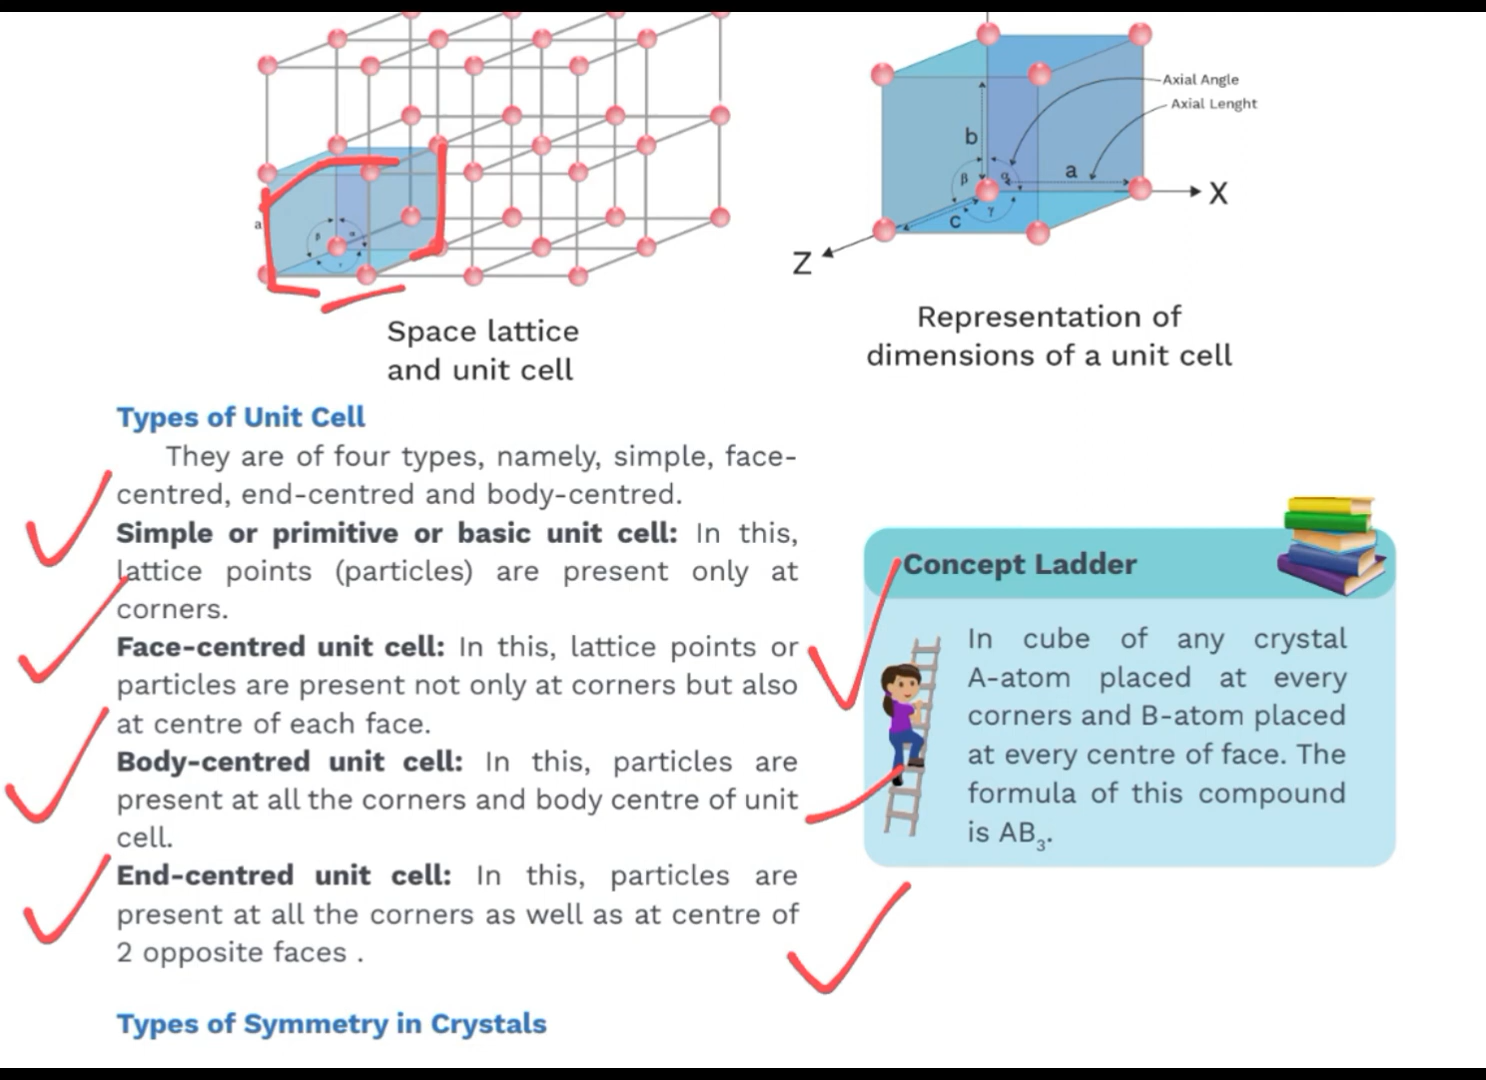 Axial Angle
Axial Lenght
b
β
α
a
X
a
β
α
γ
c
γ
Z
Space lattice
and unit cell
Representation of
dimensions of a unit cell
Types of Unit Cell
They are of four types, namely, simple, face-
centred, end-centred and body-centred.
Simple or primitive or basic unit cell: In this,
lattice points (particles) are present only at
corners.
Face-centred unit cell: In this, lattice points or
particles are present not only at corners but also
at centre of each face.
Body-centred unit cell: In this, particles are
present at all the corners and body centre of unit
cell.
End-centred unit cell: In this, particles are
present at all the corners as well as at centre of
2 opposite faces .
Concept Ladder
In cube of any crystal
A-atom placed at every
corners and B-atom placed
at every centre of face. The
formula of this compound
is AB₃.
Types of Symmetry in Crystals